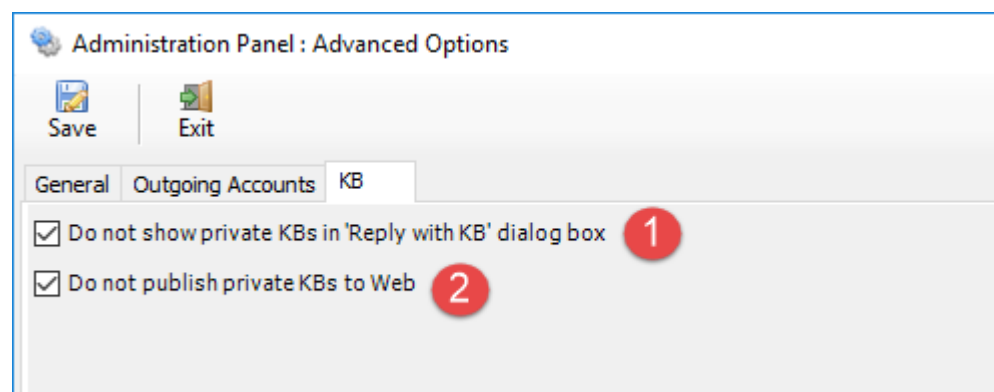 Administration Panel : Advanced Options
Save Exit
General Outgoing Accounts KB
Do not show private KBs in 'Reply with KB' dialog box 1
Do not publish private KBs to Web 2